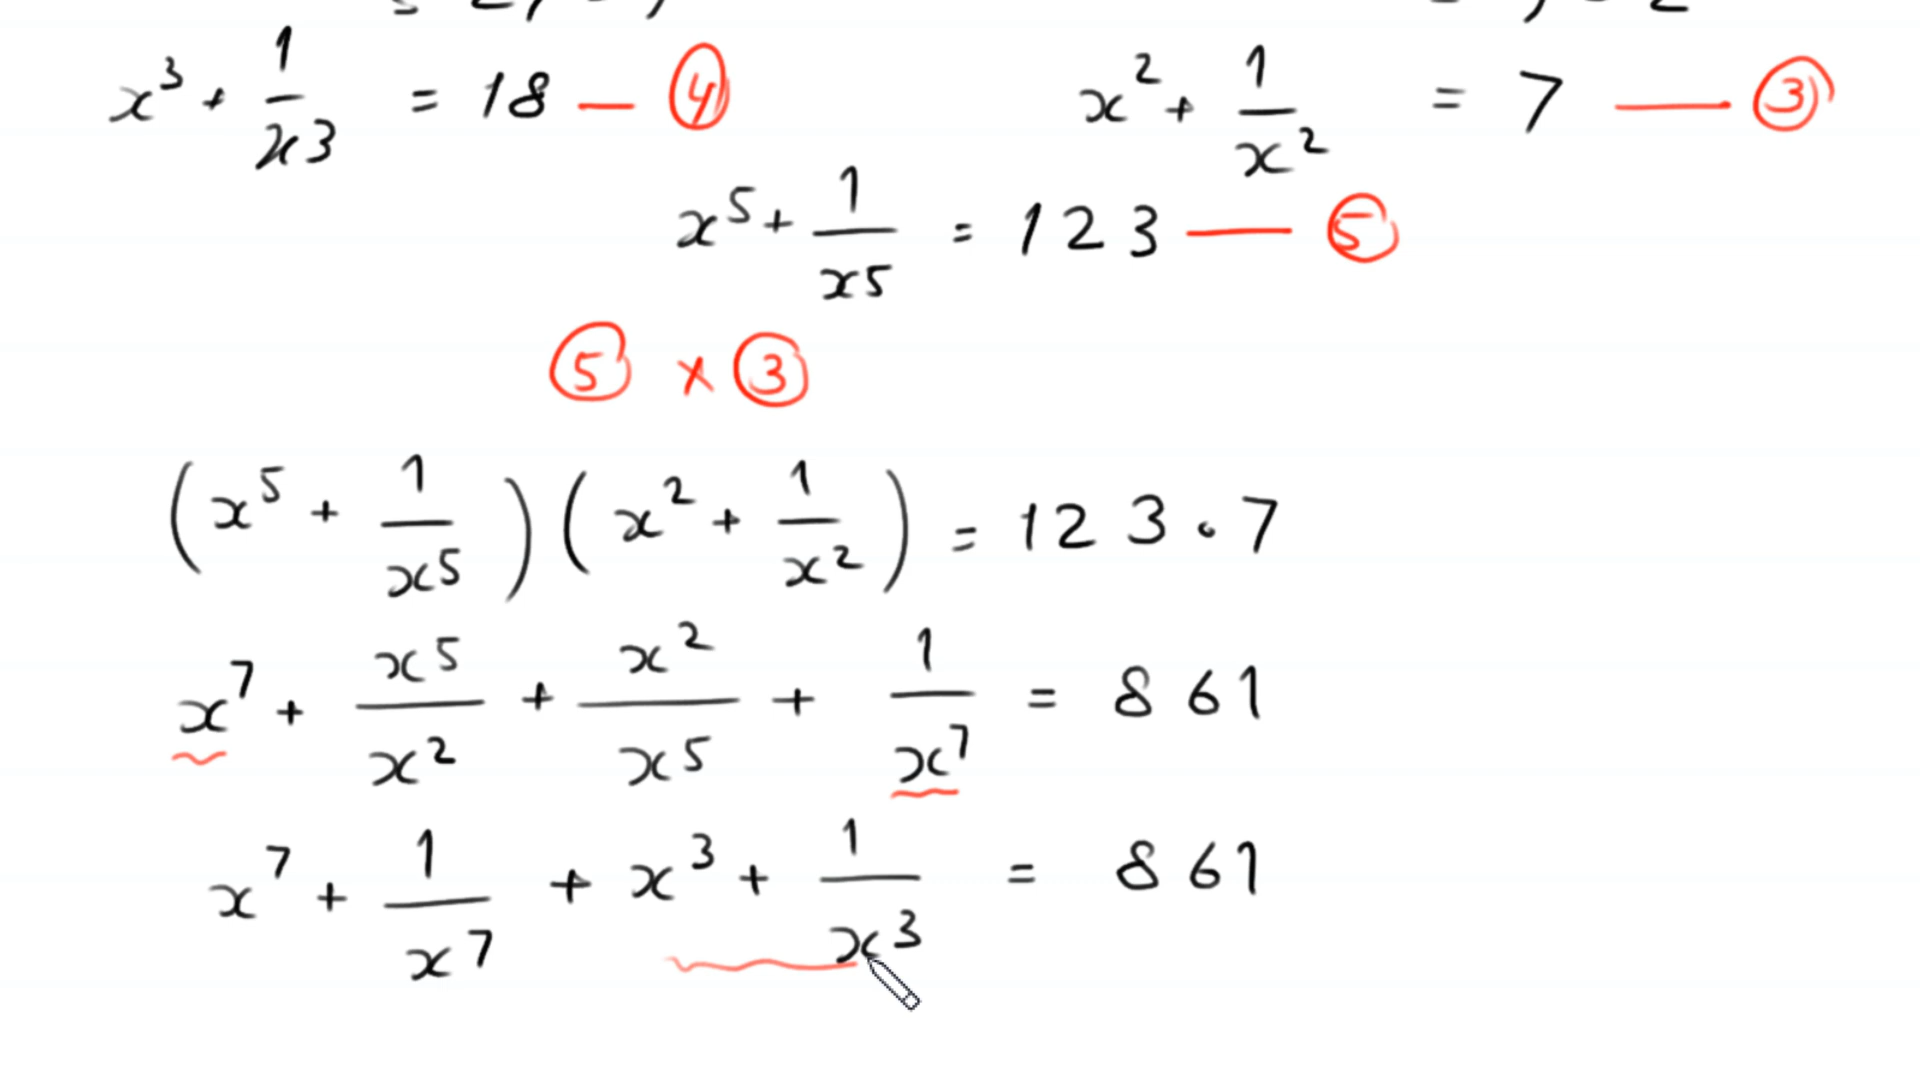 x³ + 1/x3 = 18 — ④
x² + 1/x² = 7 — ③
x⁵ + 1/x5 = 123 — ⑤
⑤ × ③
(x⁵ + 1/x⁵)(x² + 1/x²) = 123·7
x⁷ + x⁵/x² + x²/x⁵ + 1/x⁷ = 861
x⁷ + 1/x⁷ + x³ + 1/x³ = 861